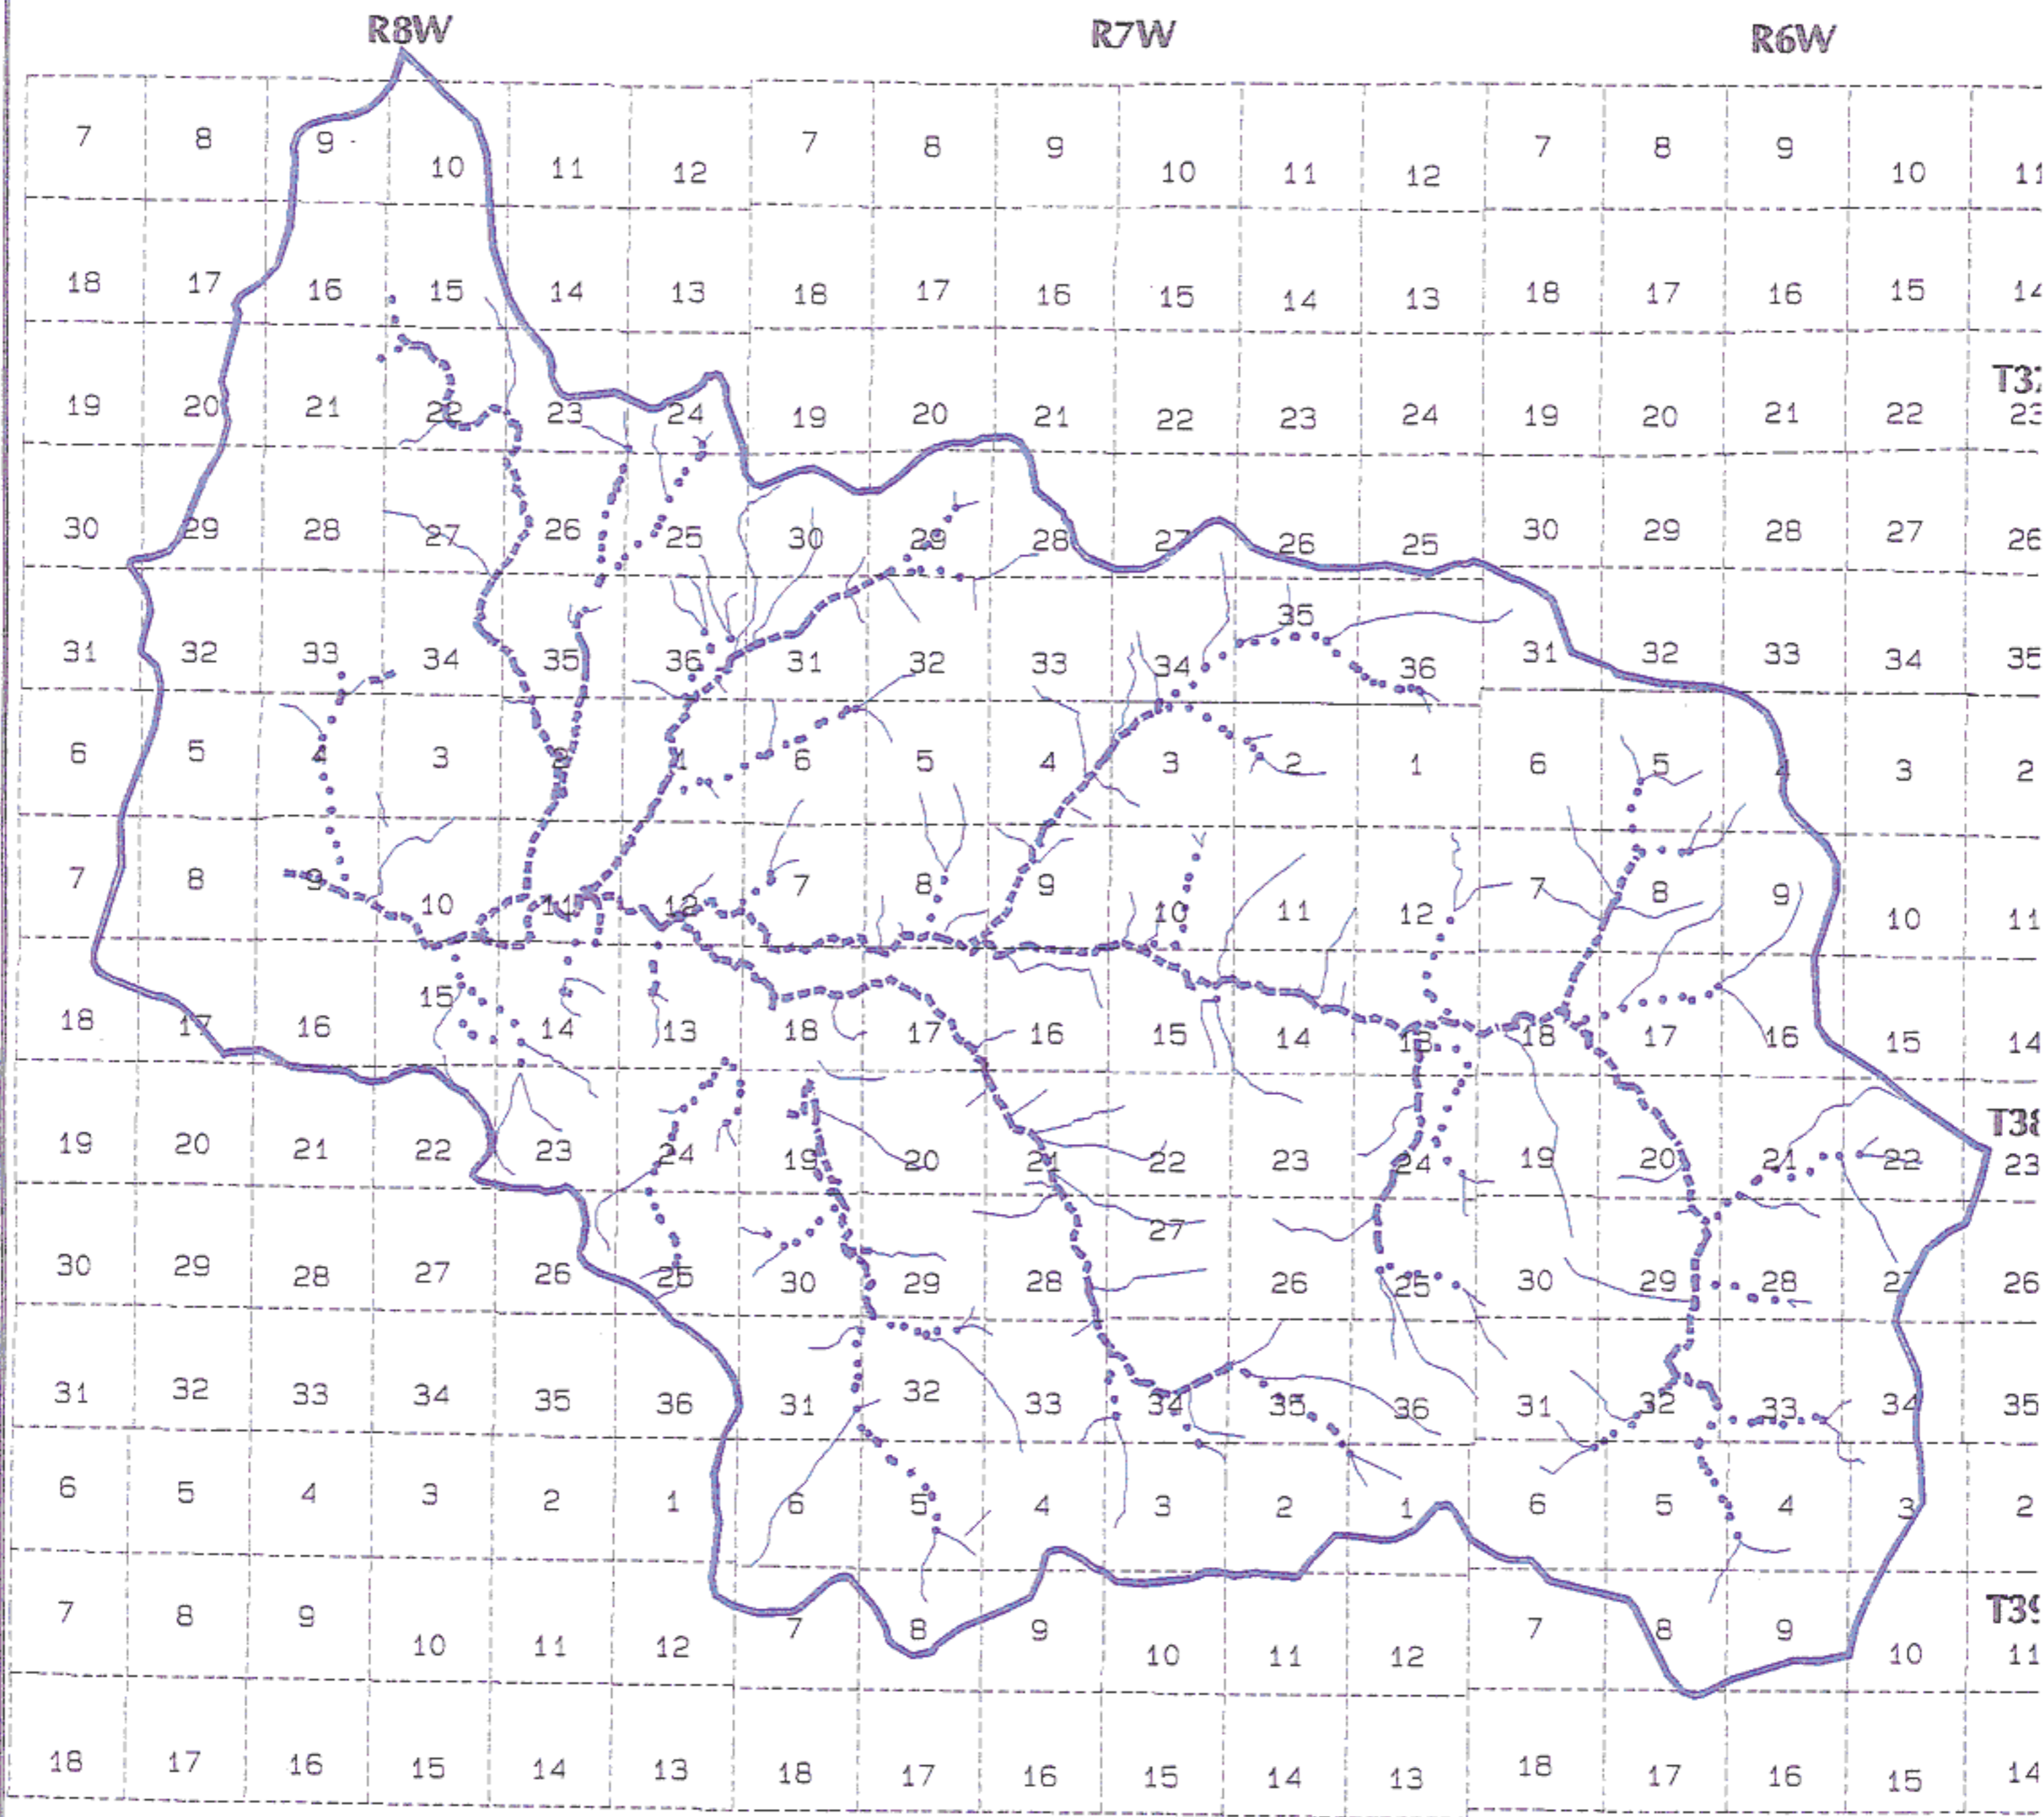 R8W R7W R6W
7 8 9 10 11 12 7 8 9 10 11 12 7 8 9 10 11
18 17 16 15 14 13 18 17 16 15 14 13 18 17 16 15 14
T3
19 20 21 22 23 24 19 20 21 22 23 24 19 20 21 22 23
30 29 28 27 26 25 30 29 28 27 26 25 30 29 28 27 26
31 32 33 34 35 36 31 32 33 34 35 36 31 32 33 34 35
6 5 4 3 2 1 6 5 4 3 2 1 6 5 4 3 2
7 8 9 10 11 12 7 8 9 10 11 12 7 8 9 10 11
18 17 16 15 14 13 18 17 16 15 14 13 18 17 16 15 14
T38
19 20 21 22 23 24 19 20 21 22 23 24 19 20 21 22 23
30 29 28 27 26 25 30 29 28 27 26 25 30 29 28 27 26
31 32 33 34 35 36 31 32 33 34 35 36 31 32 33 34 35
6 5 4 3 2 1 6 5 4 3 2 1 6 5 4 3 2
T39
7 8 9 10 11 12 7 8 9 10 11 12 7 8 9 10 11
18 17 16 15 14 13 18 17 16 15 14 13 18 17 16 15 14